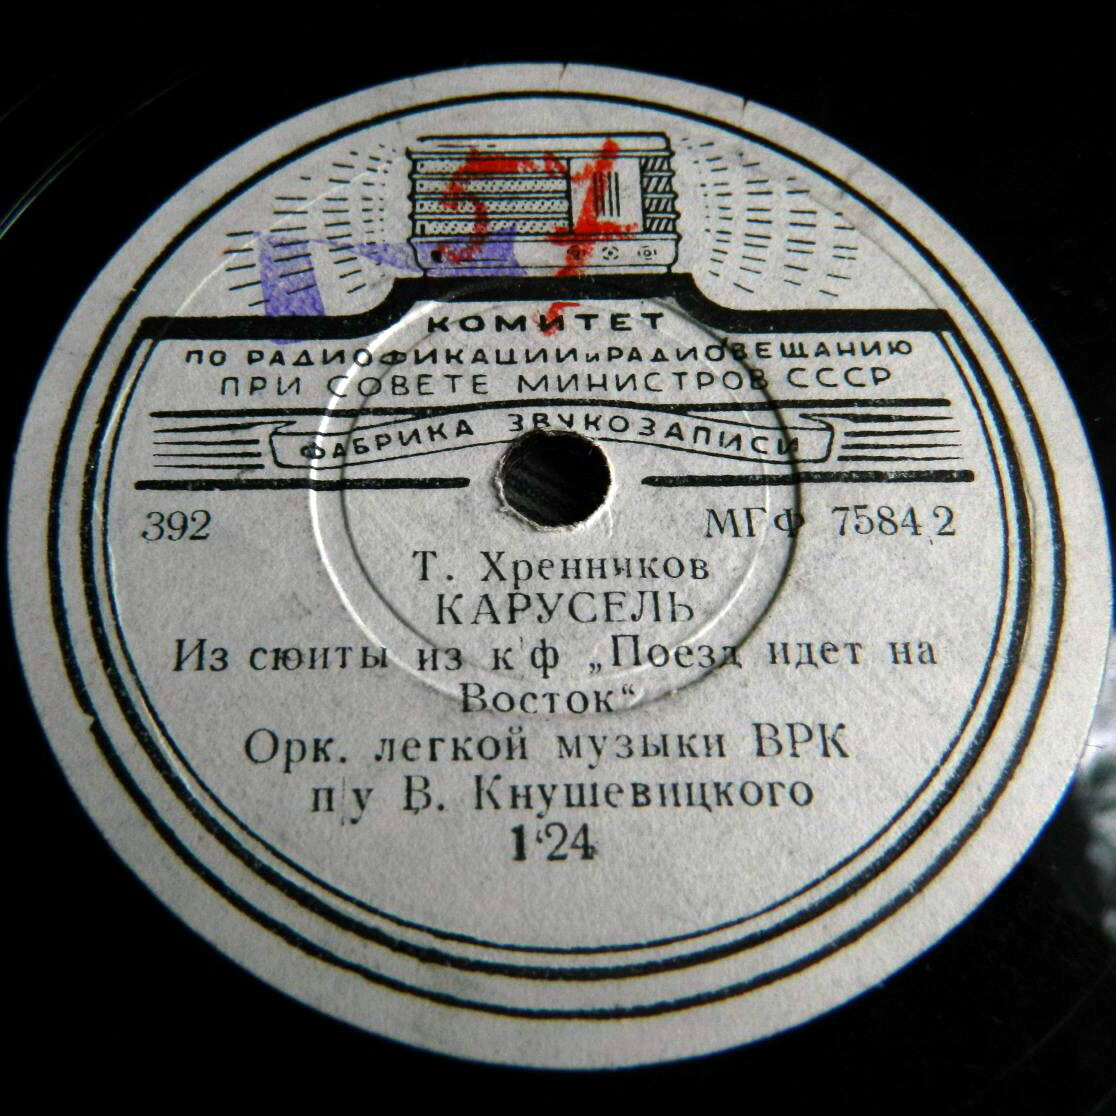 54
КОМИТЕТ
ПО РАДИОФИКАЦИИ и РАДИОВЕЩАНИЮ
ПРИ СОВЕТЕ МИНИСТРОВ СССР
ФАБРИКА ЗВУКОЗАПИСИ
392 МГФ 7584 2
Т. Хренников
КАРУСЕЛЬ
Из сюиты из к'ф „Поезд идет на
Восток“
Орк. легкой музыки ВРК
п/у В. Кнушевицкого
1'24